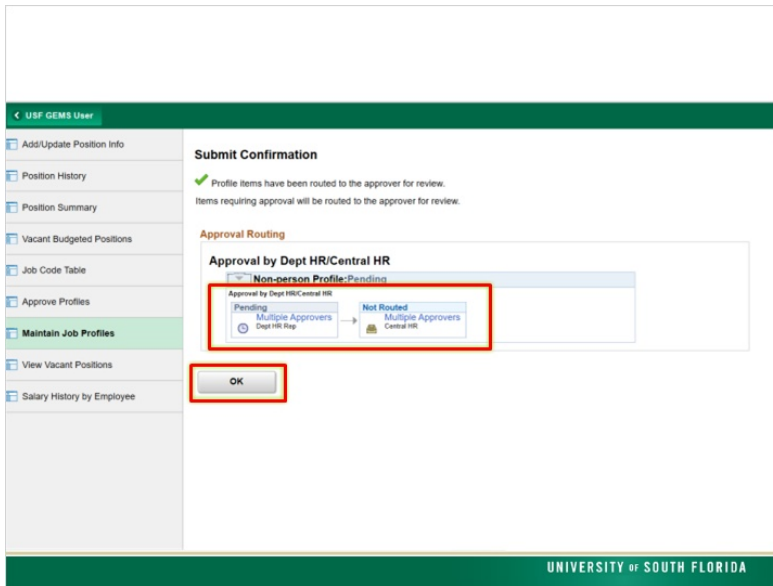 USF GEMS User
Add/Update Position Info
Position History
Position Summary
Vacant Budgeted Positions
Job Code Table
Approve Profiles
Maintain Job Profiles
View Vacant Positions
Salary History by Employee
Submit Confirmation
Profile items have been routed to the approver for review.
Items requiring approval will be routed to the approver for review.
Approval Routing
Approval by Dept HR/Central HR
Non-person Profile:Pending
Approval by Dept HR/Central HR
Pending
Multiple Approvers
Dept HR Rep
Not Routed
Multiple Approvers
Central HR
OK
UNIVERSITY OF SOUTH FLORIDA